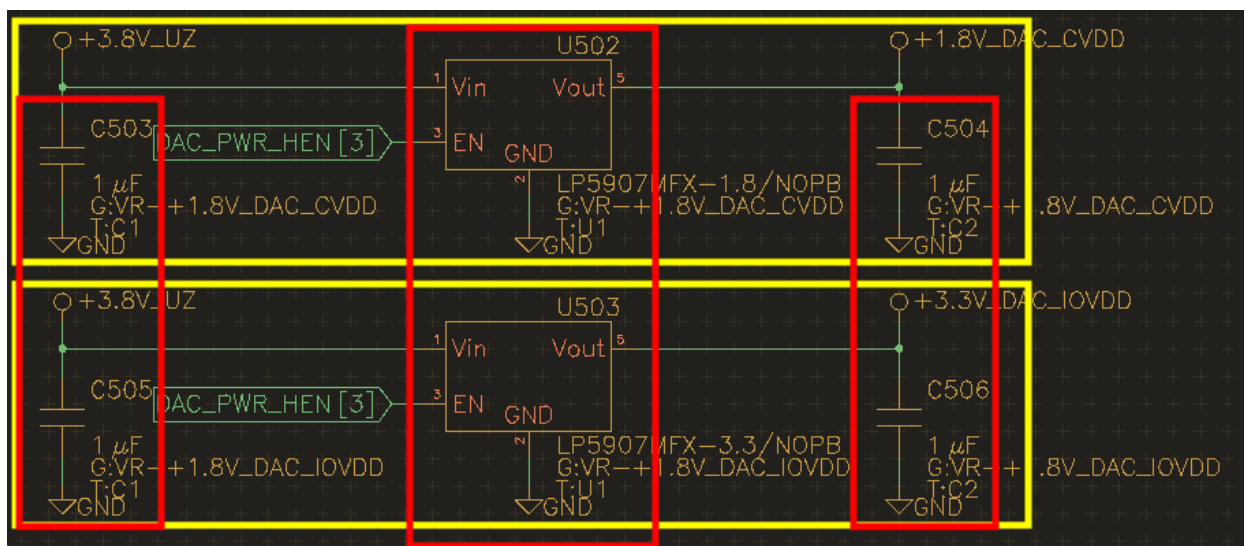 +3.8V_UZ
U502
+1.8V_DAC_CVDD
1
Vin
Vout
5
C503
DAC_PWR_HEN[3]
3
EN
GND
2
C504
1 µF
G:VR-+1.8V_DAC_CVDD
T:C1
GND
LP5907MFX-1.8/NOPB
G:VR-+1.8V_DAC_CVDD
T:U1
GND
1 µF
G:VR-+1.8V_DAC_CVDD
T:C2
GND
+3.8V_UZ
U503
+3.3V_DAC_IOVDD
1
Vin
Vout
5
C505
DAC_PWR_HEN[3]
3
EN
GND
2
C506
1 µF
G:VR-+1.8V_DAC_IOVDD
T:C1
GND
LP5907MFX-3.3/NOPB
G:VR-+1.8V_DAC_IOVDD
T:U1
GND
1 µF
G:VR-+1.8V_DAC_IOVDD
T:C2
GND